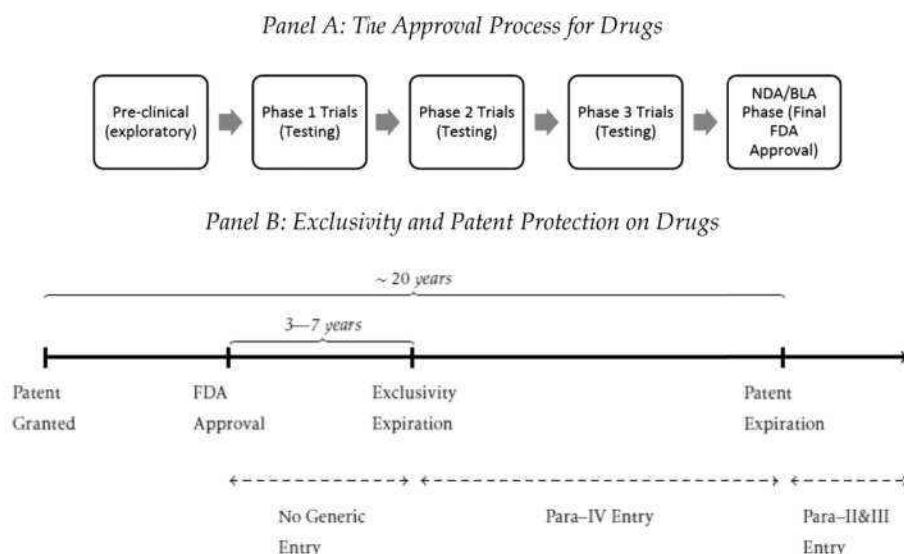 Panel A: The Approval Process for Drugs
Pre-clinical
(exploratory)
Phase 1 Trials
(Testing)
Phase 2 Trials
(Testing)
Phase 3 Trials
(Testing)
NDA/BLA
Phase (Final
FDA
Approval)
Panel B: Exclusivity and Patent Protection on Drugs
~ 20 years
3—7 years
Patent
Granted
FDA
Approval
Exclusivity
Expiration
Patent
Expiration
No Generic
Entry
Para–IV Entry
Para–II&III
Entry